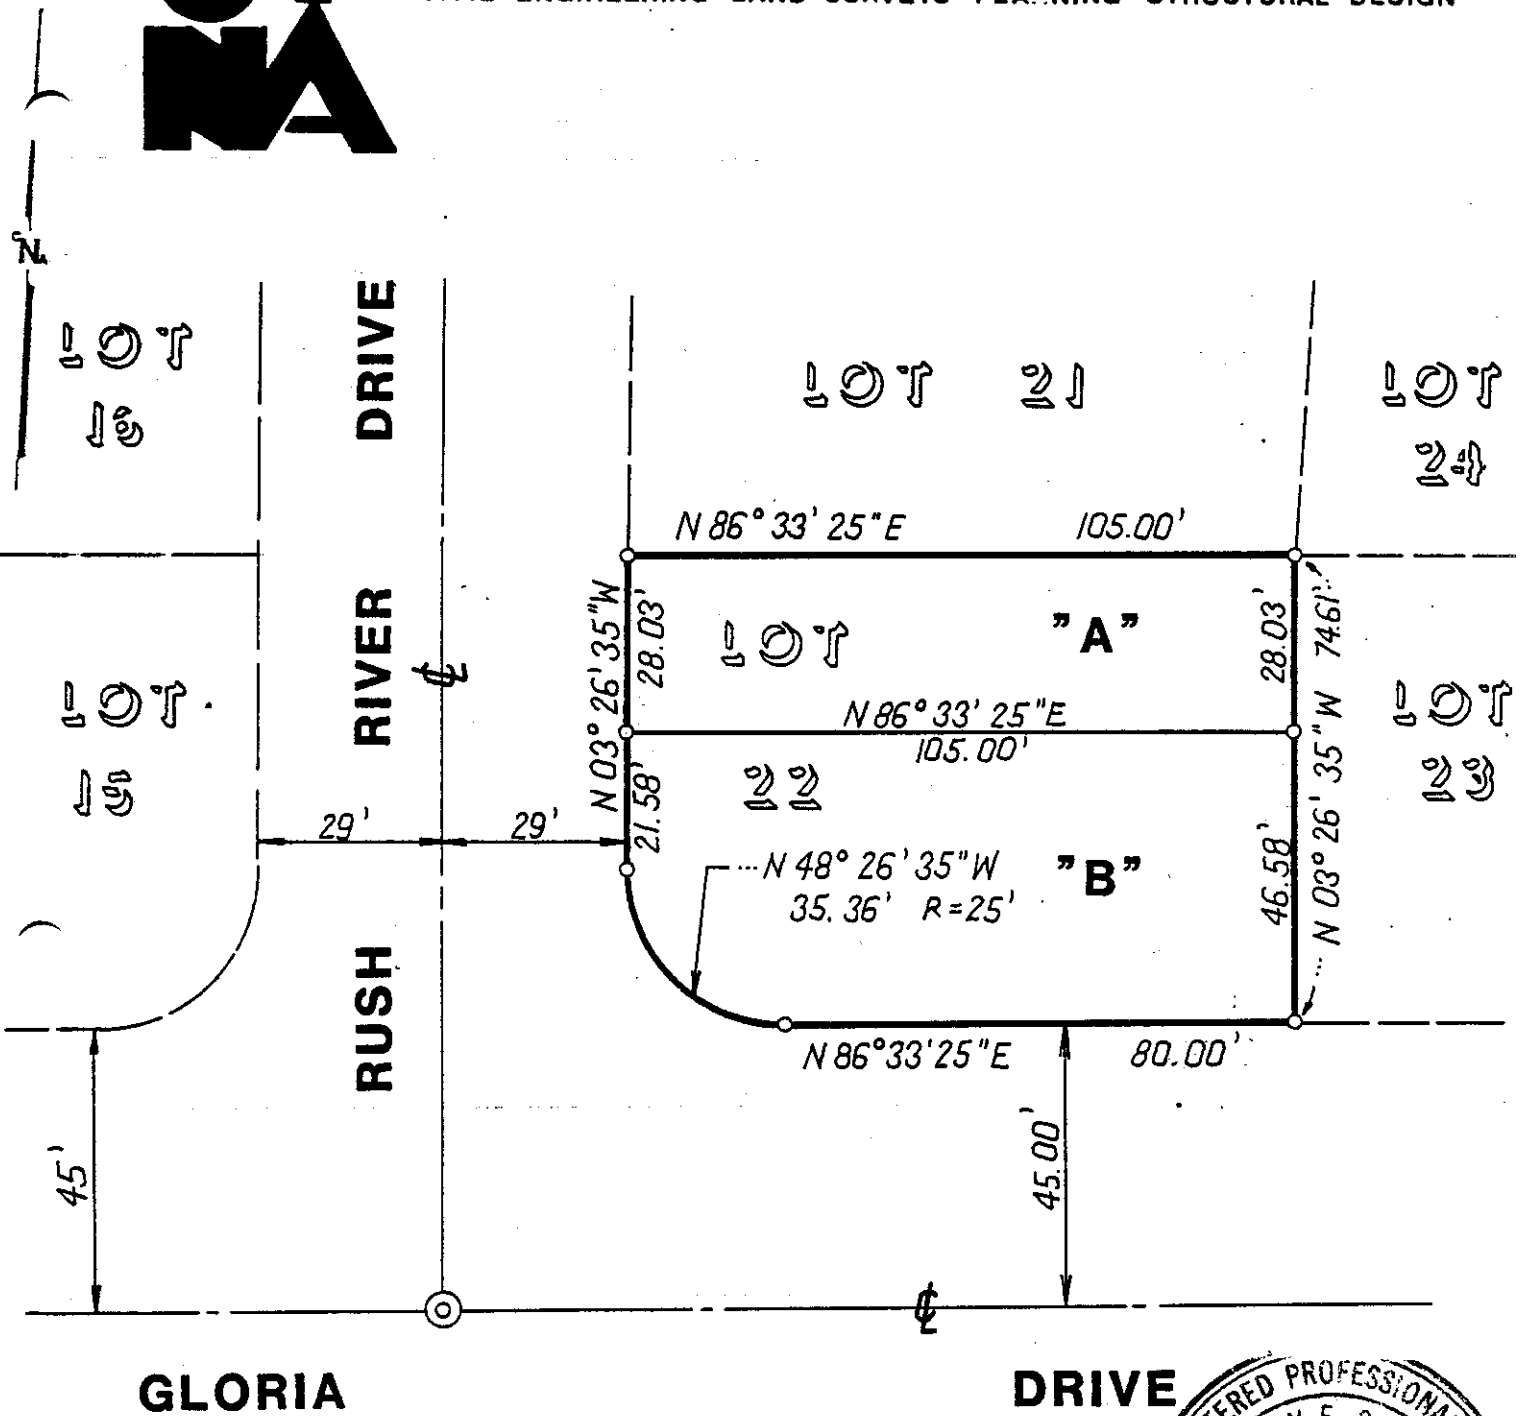 CIVIL ENGINEERING LAND SURVEYS PLANNING STRUCTURAL DESIGN
NA
N
DRIVE
LOT
16
LOT 21
LOT
24
N 86° 33' 25" E 105.00'
N 03° 26' 35" W
28.03'
LOT
"A"
28.03'
74.61'
RIVER
℄
N 86° 33' 25" E
105.00'
LOT
15
LOT
23
22
29'
29'
21.58'
N 48° 26' 35" W
35.36' R=25'
"B"
46.58'
N 03° 26' 35" W
RUSH
N 86° 33' 25" E 80.00'
45'
45.00'
℄
GLORIA DRIVE
PROFESSIONAL